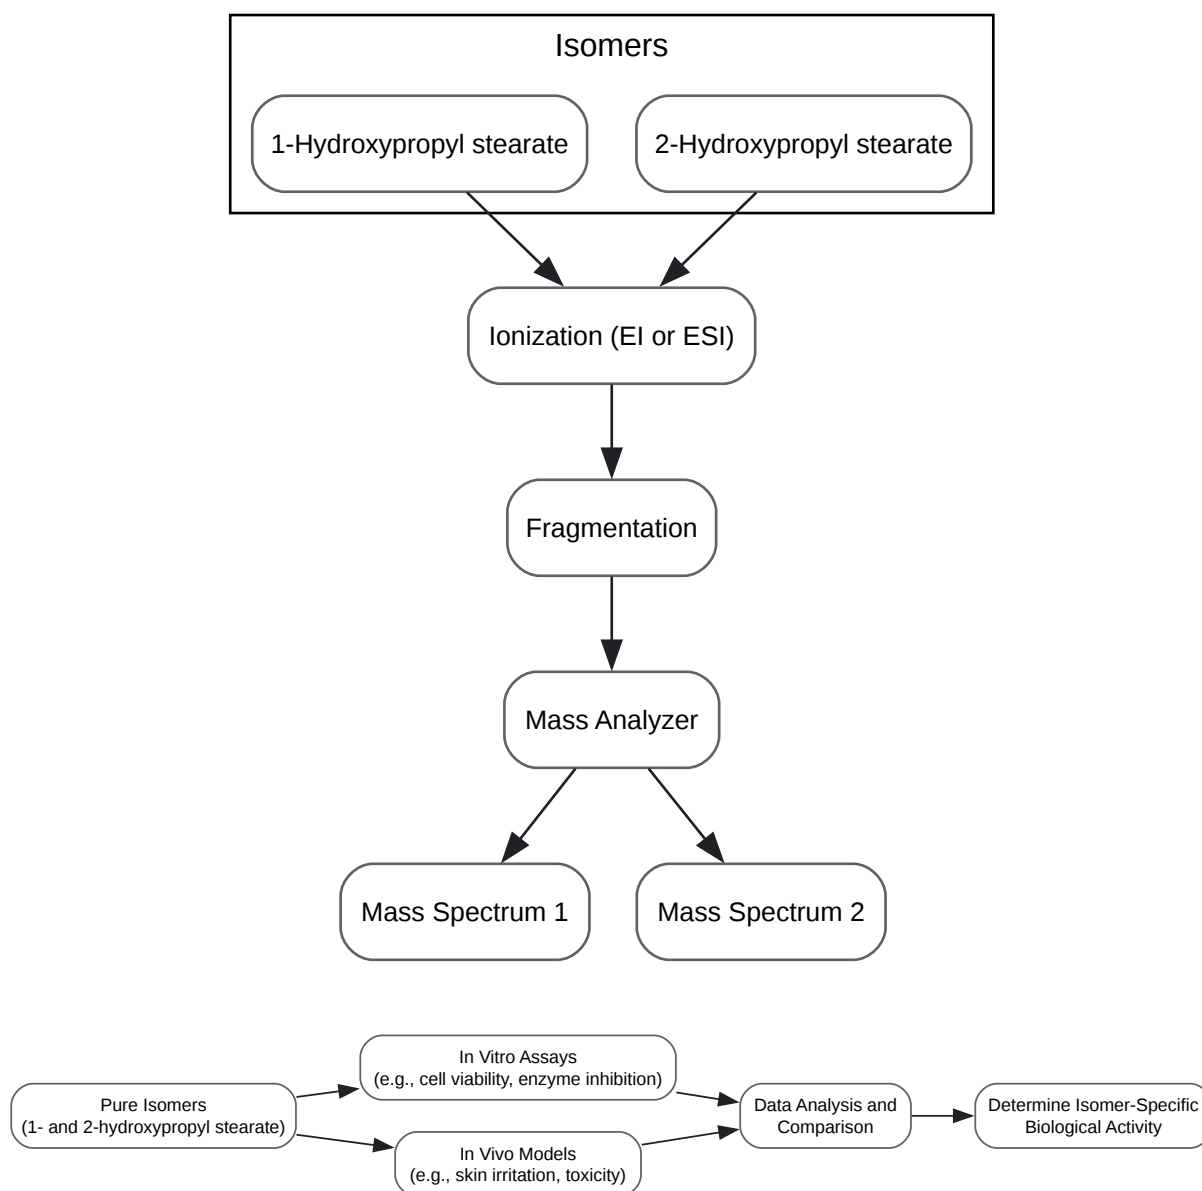 Isomers
1-Hydroxypropyl stearate
2-Hydroxypropyl stearate
Ionization (EI or ESI)
Fragmentation
Mass Analyzer
Mass Spectrum 1
Mass Spectrum 2
Pure Isomers
(1- and 2-hydroxypropyl stearate)
In Vitro Assays
(e.g., cell viability, enzyme inhibition)
In Vivo Models
(e.g., skin irritation, toxicity)
Data Analysis and
Comparison
Determine Isomer-Specific
Biological Activity